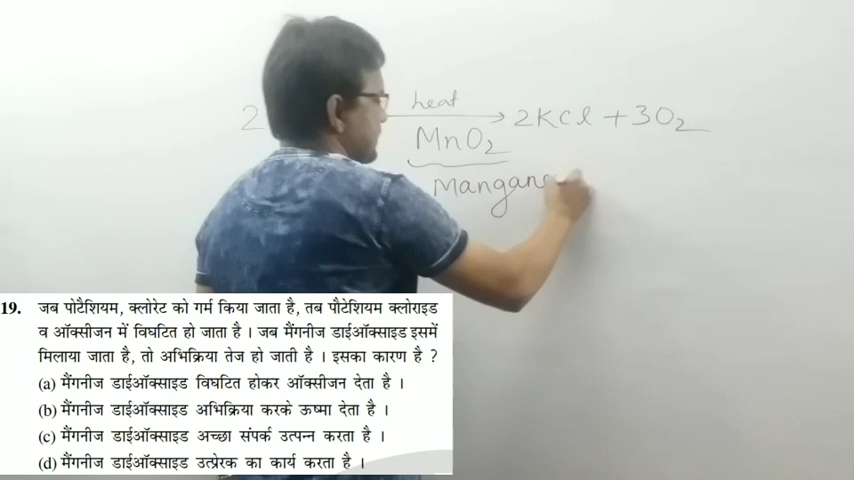 heat
2 → 2KCl + 3O₂
MnO₂
Mangan
19. जब पोटैशियम, क्लोरेट को गर्म किया जाता है, तब पौटेशियम क्लोराइड
व ऑक्सीजन में विघटित हो जाता है । जब मैंगनीज डाईऑक्साइड इसमें
मिलाया जाता है, तो अभिक्रिया तेज हो जाती है । इसका कारण है ?
(a) मैंगनीज डाईऑक्साइड विघटित होकर ऑक्सीजन देता है ।
(b) मैंगनीज डाईऑक्साइड अभिक्रिया करके ऊष्मा देता है ।
(c) मैंगनीज डाईऑक्साइड अच्छा संपर्क उत्पन्न करता है ।
(d) मैंगनीज डाईऑक्साइड उत्प्रेरक का कार्य करता है ।